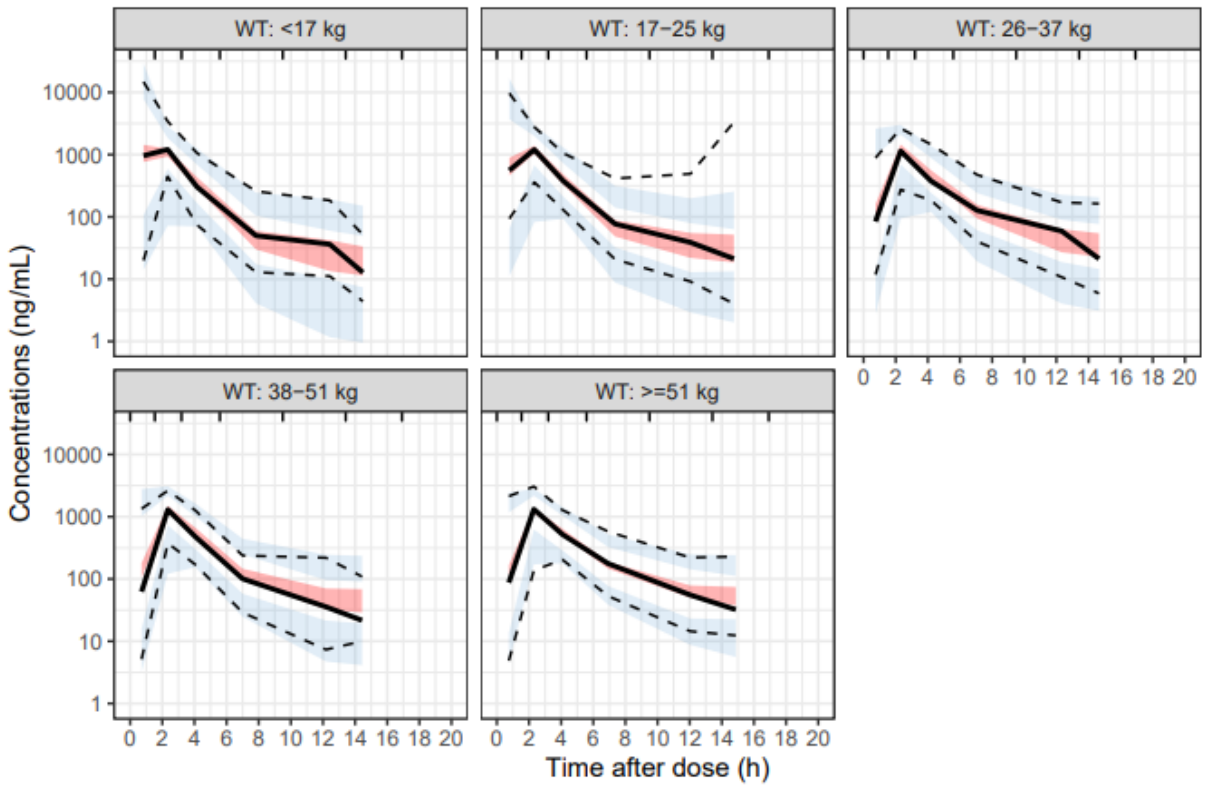 WT: <17 kg
WT: 17−25 kg
WT: 26−37 kg
Concentrations (ng/mL)
10000
1000
100
10
1
0 2 4 6 8 10 12 14 16 18 20
WT: 38−51 kg
WT: >=51 kg
10000
1000
100
10
1
0 2 4 6 8 10 12 14 16 18 20
0 2 4 6 8 10 12 14 16 18 20
Time after dose (h)